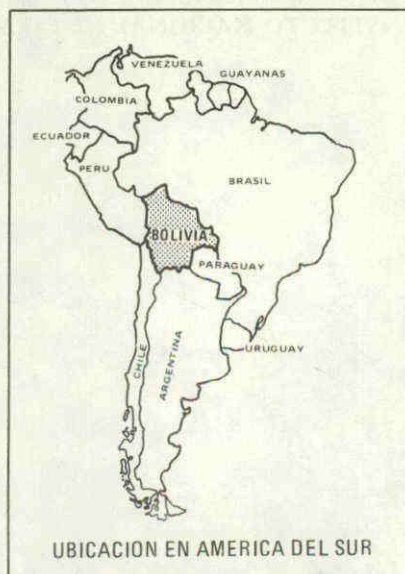 VENEZUELA
GUAYANAS
COLOMBIA
ECUADOR
PERU
BRASIL
BOLIVIA
PARAGUAY
CHILE
ARGENTINA
URUGUAY
UBICACION EN AMERICA DEL SUR